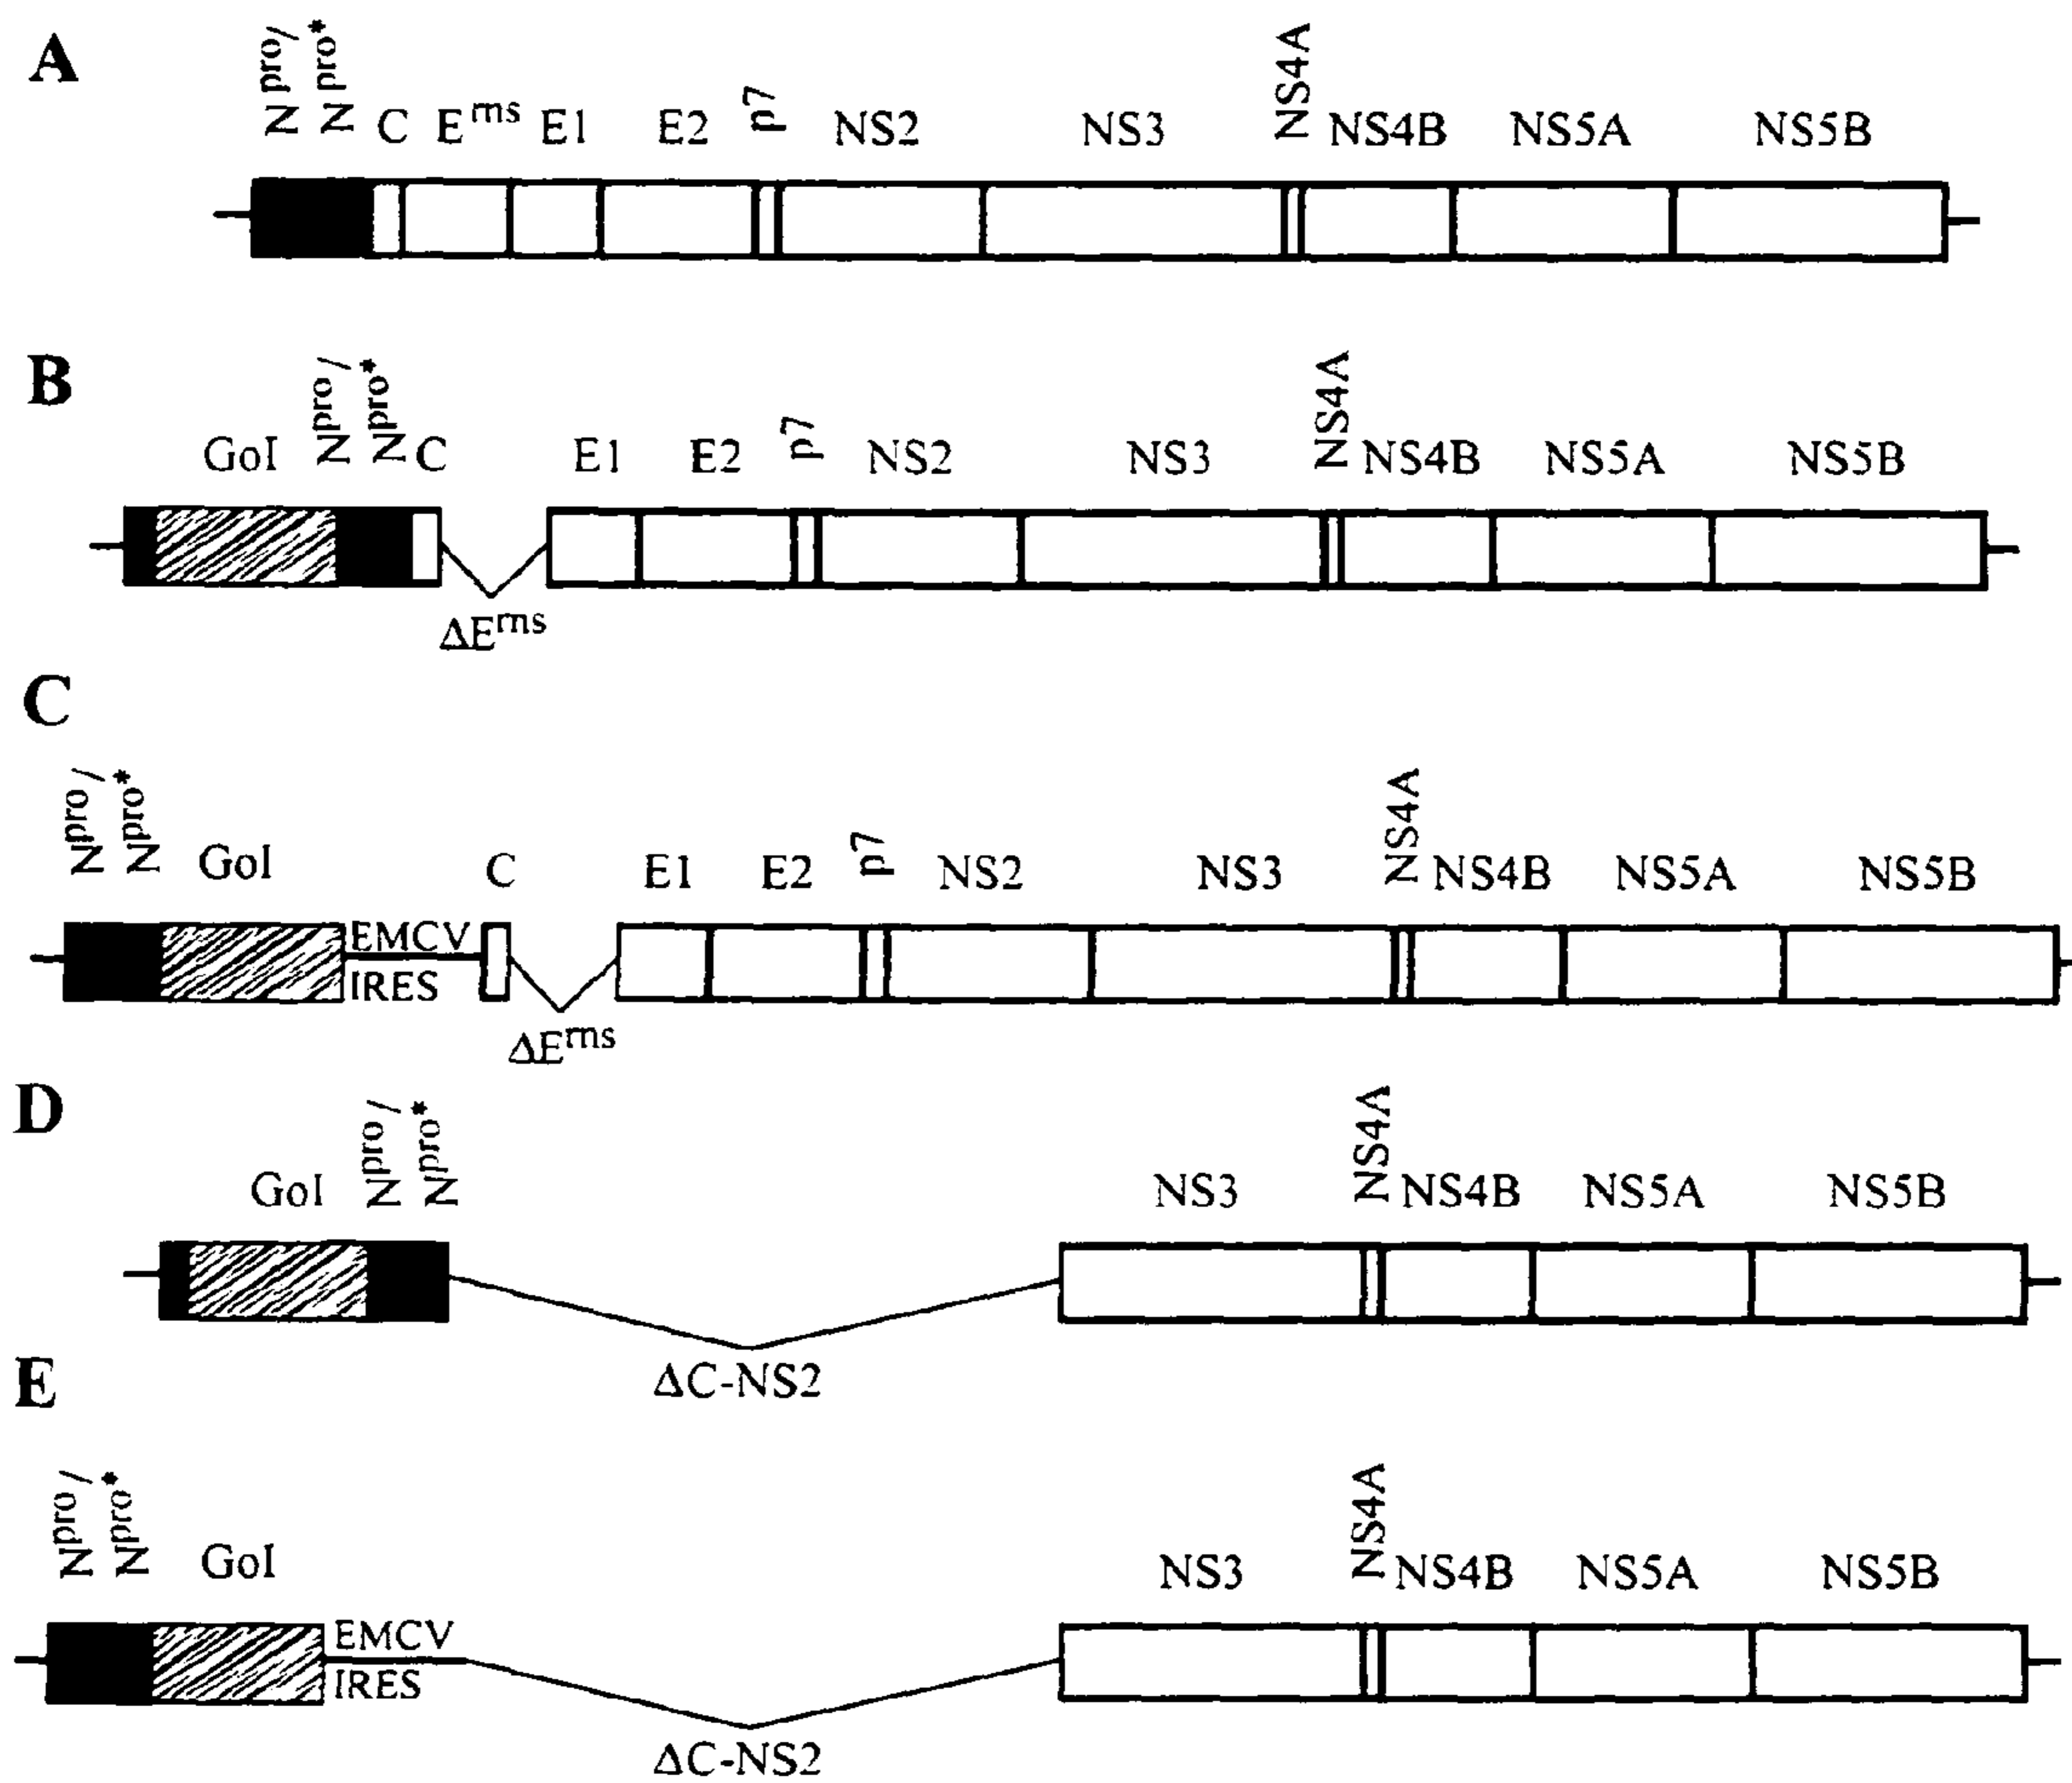 A
Npro/ Npro* C Erns E1 E2 p7 NS2 NS3 NS4A NS4B NS5A NS5B
B
GoI Npro/ Npro* C E1 E2 p7 NS2 NS3 NS4A NS4B NS5A NS5B
ΔErns
C
Npro/ Npro* GoI C E1 E2 p7 NS2 NS3 NS4A NS4B NS5A NS5B
EMCV
IRES
ΔErns
D
GoI Npro/ Npro* NS3 NS4A NS4B NS5A NS5B
ΔC-NS2
E
Npro/ Npro* GoI NS3 NS4A NS4B NS5A NS5B
EMCV
IRES
ΔC-NS2